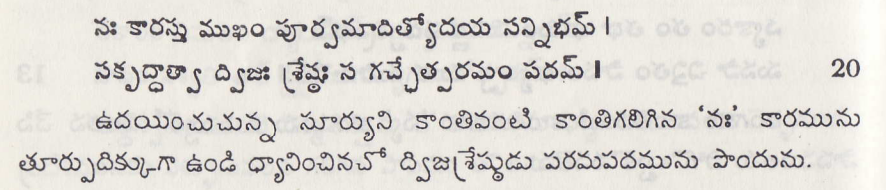 నః కారస్తు ముఖం పూర్వమాదిత్యోదయ సన్నిభమ్ |
సకృద్ధాత్వా ద్విజః శ్రేష్ఠః స గచ్చేత్పరమం పదమ్ | 20
ఉదయించుచున్న సూర్యుని కాంతివంటి కాంతిగలిగిన ‘నః’ కారమును
తూర్పుదిక్కుగా ఉండి ధ్యానించినచో ద్విజశ్రేష్ఠుడు పరమపదమును పొందును.